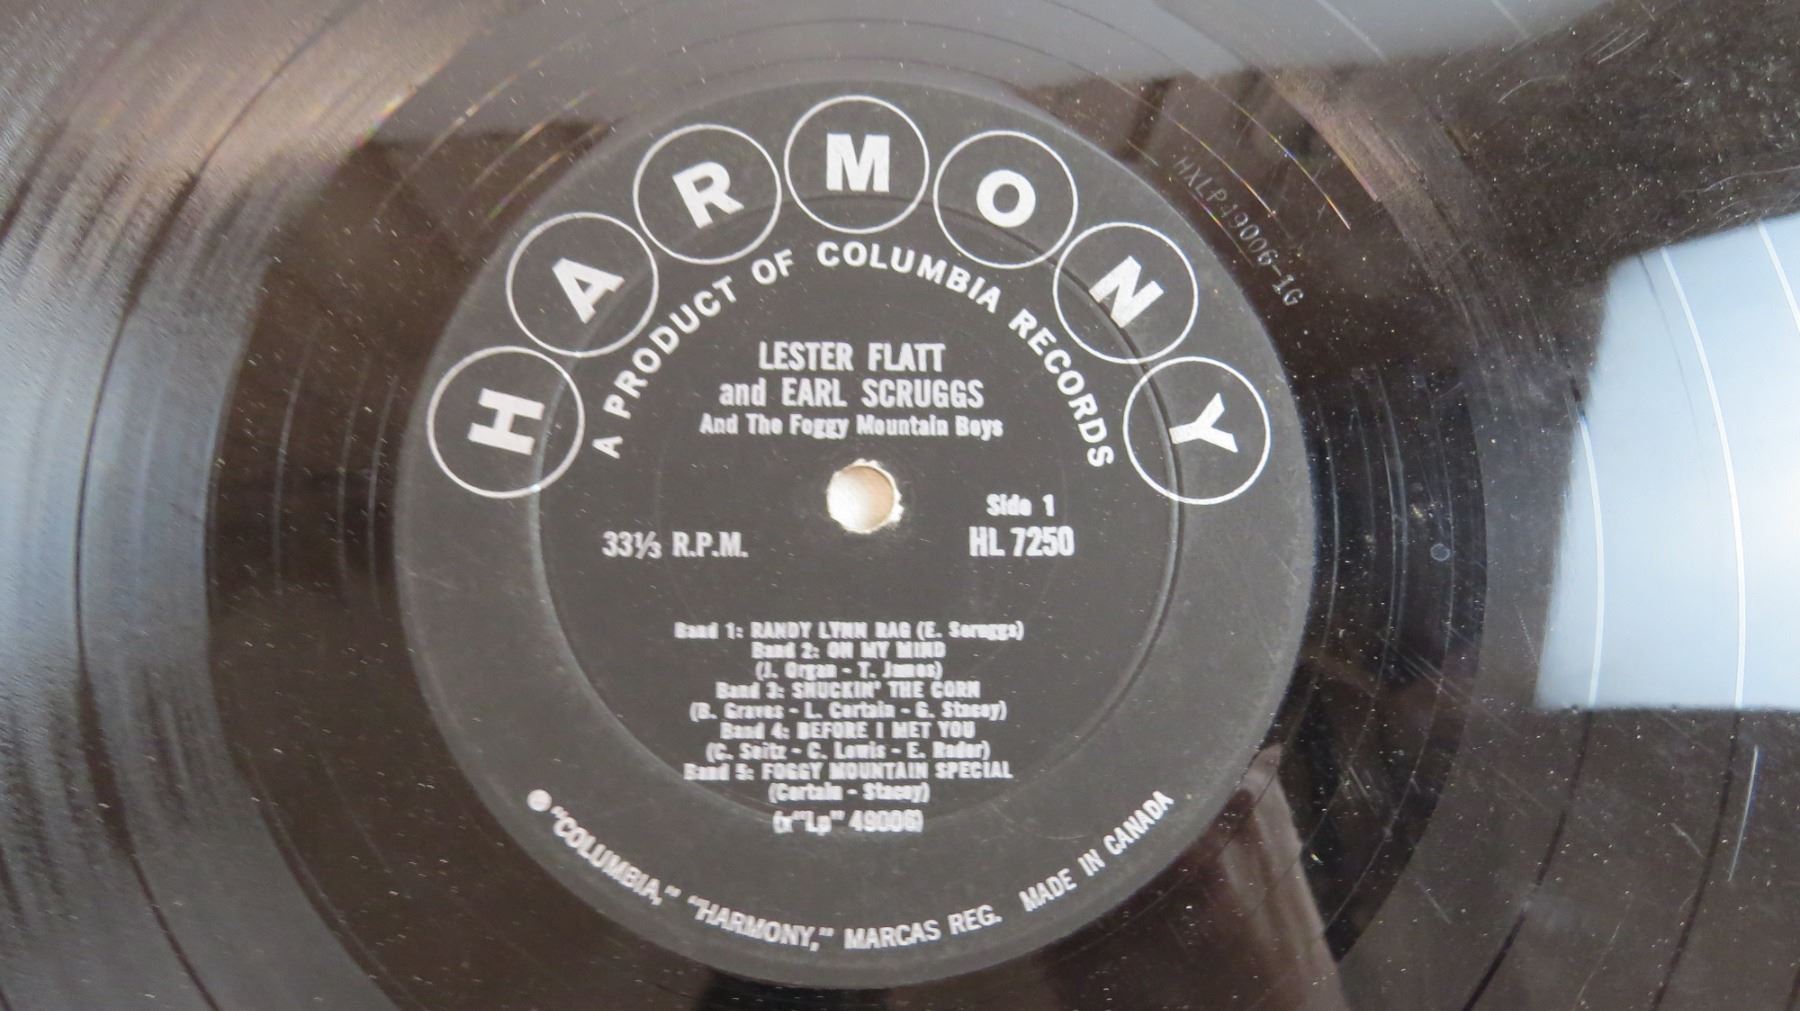 HARMONY
A PRODUCT OF COLUMBIA RECORDS
LESTER FLATT
and EARL SCRUGGS
And The Foggy Mountain Boys
Side 1
33⅓ R.P.M.
HL 7250
Band 1: RANDY LYNN RAG (E. Scruggs)
Band 2: ON MY MIND
(J. Organ - T. James)
Band 3: SHUCKIN' THE CORN
(B. Graves - L. Certain - G. Stacey)
Band 4: BEFORE I MET YOU
(C. Seitz - C. Lewis - E. Rader)
Band 5: FOGGY MOUNTAIN SPECIAL
(Certain - Stacey)
(x"Lp" 49006)
"COLUMBIA," "HARMONY," MARCAS REG. MADE IN CANADA
HXLP49006-1G